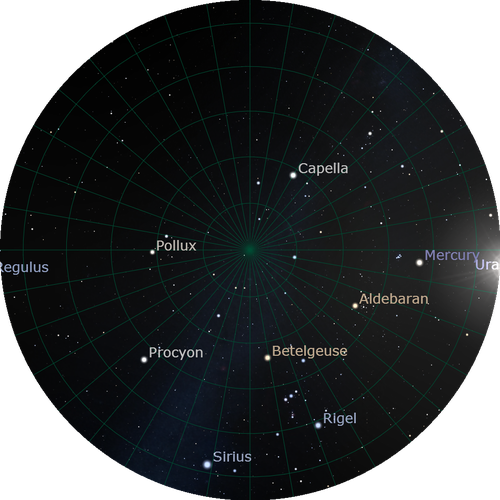 Capella
Pollux
Mercury
Regulus
Ura
Aldebaran
Procyon
Betelgeuse
Rigel
Sirius